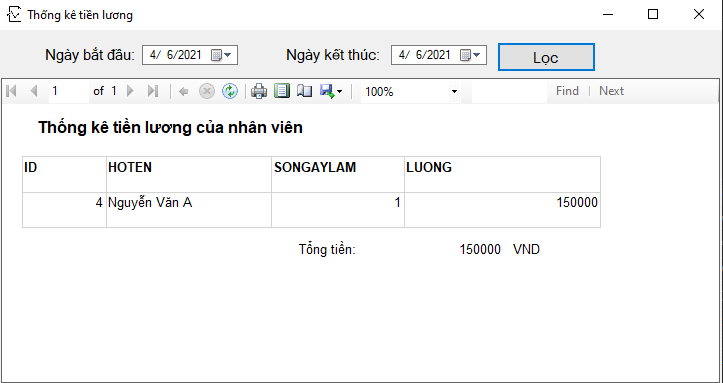 Thống kê tiền lương
Ngày bắt đầu: 4/ 6/2021 Ngày kết thúc: 4/ 6/2021 Lọc
1 of 1 100% Find | Next
Thống kê tiền lương của nhân viên
ID HOTEN SONGAYLAM LUONG
4 Nguyễn Văn A 1 150000
Tổng tiền: 150000 VND